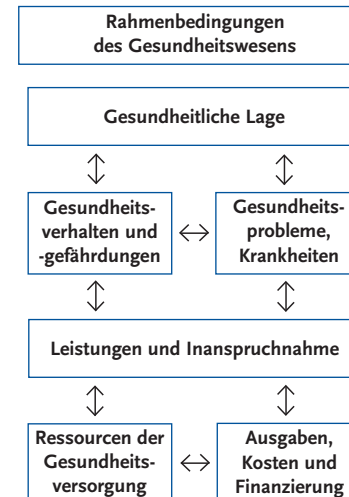 Rahmenbedingungen
des Gesundheitswesens
Gesundheitliche Lage
Gesundheits-
verhalten und
-gefährdungen
Gesundheits-
probleme,
Krankheiten
Leistungen und Inanspruchnahme
Ressourcen der
Gesundheits-
versorgung
Ausgaben,
Kosten und
Finanzierung